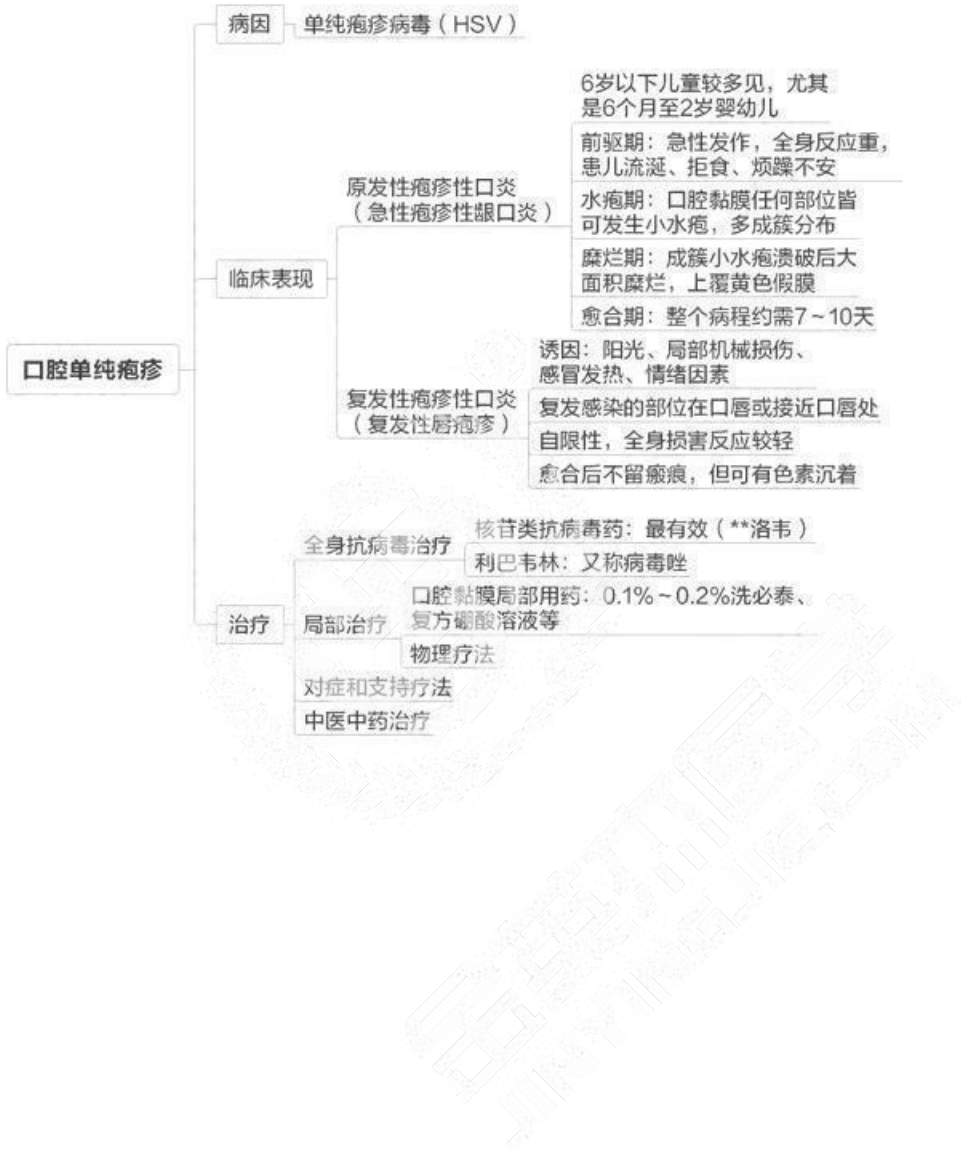 病因
单纯疱疹病毒（HSV）
6岁以下儿童较多见，尤其
是6个月至2岁婴幼儿
前驱期：急性发作，全身反应重，
患儿流涎、拒食、烦躁不安
原发性疱疹性口炎
（急性疱疹性龈口炎）
水疱期：口腔黏膜任何部位皆
可发生小水疱，多成簇分布
糜烂期：成簇小水疱溃破后大
面积糜烂，上覆黄色假膜
愈合期：整个病程约需7～10天
临床表现
口腔单纯疱疹
诱因：阳光、局部机械损伤、
感冒发热、情绪因素
复发性疱疹性口炎
（复发性唇疱疹）
复发感染的部位在口唇或接近口唇处
自限性，全身损害反应较轻
愈合后不留瘢痕，但可有色素沉着
全身抗病毒治疗
核苷类抗病毒药：最有效（**洛韦）
利巴韦林：又称病毒唑
治疗
局部治疗
口腔黏膜局部用药：0.1%～0.2%洗必泰、
复方硼酸溶液等
物理疗法
对症和支持疗法
中医中药治疗